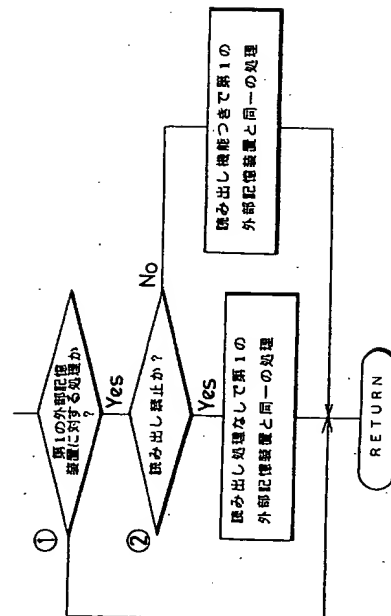 ①
第1の外部記憶
装置に対する処理か
?
Yes
②
読み出し禁止か?
No
Yes
読み出し処理なしで第1の
外部記憶装置と同一の処理
読み出し機能つきで第1の
外部記憶装置と同一の処理
RETURN